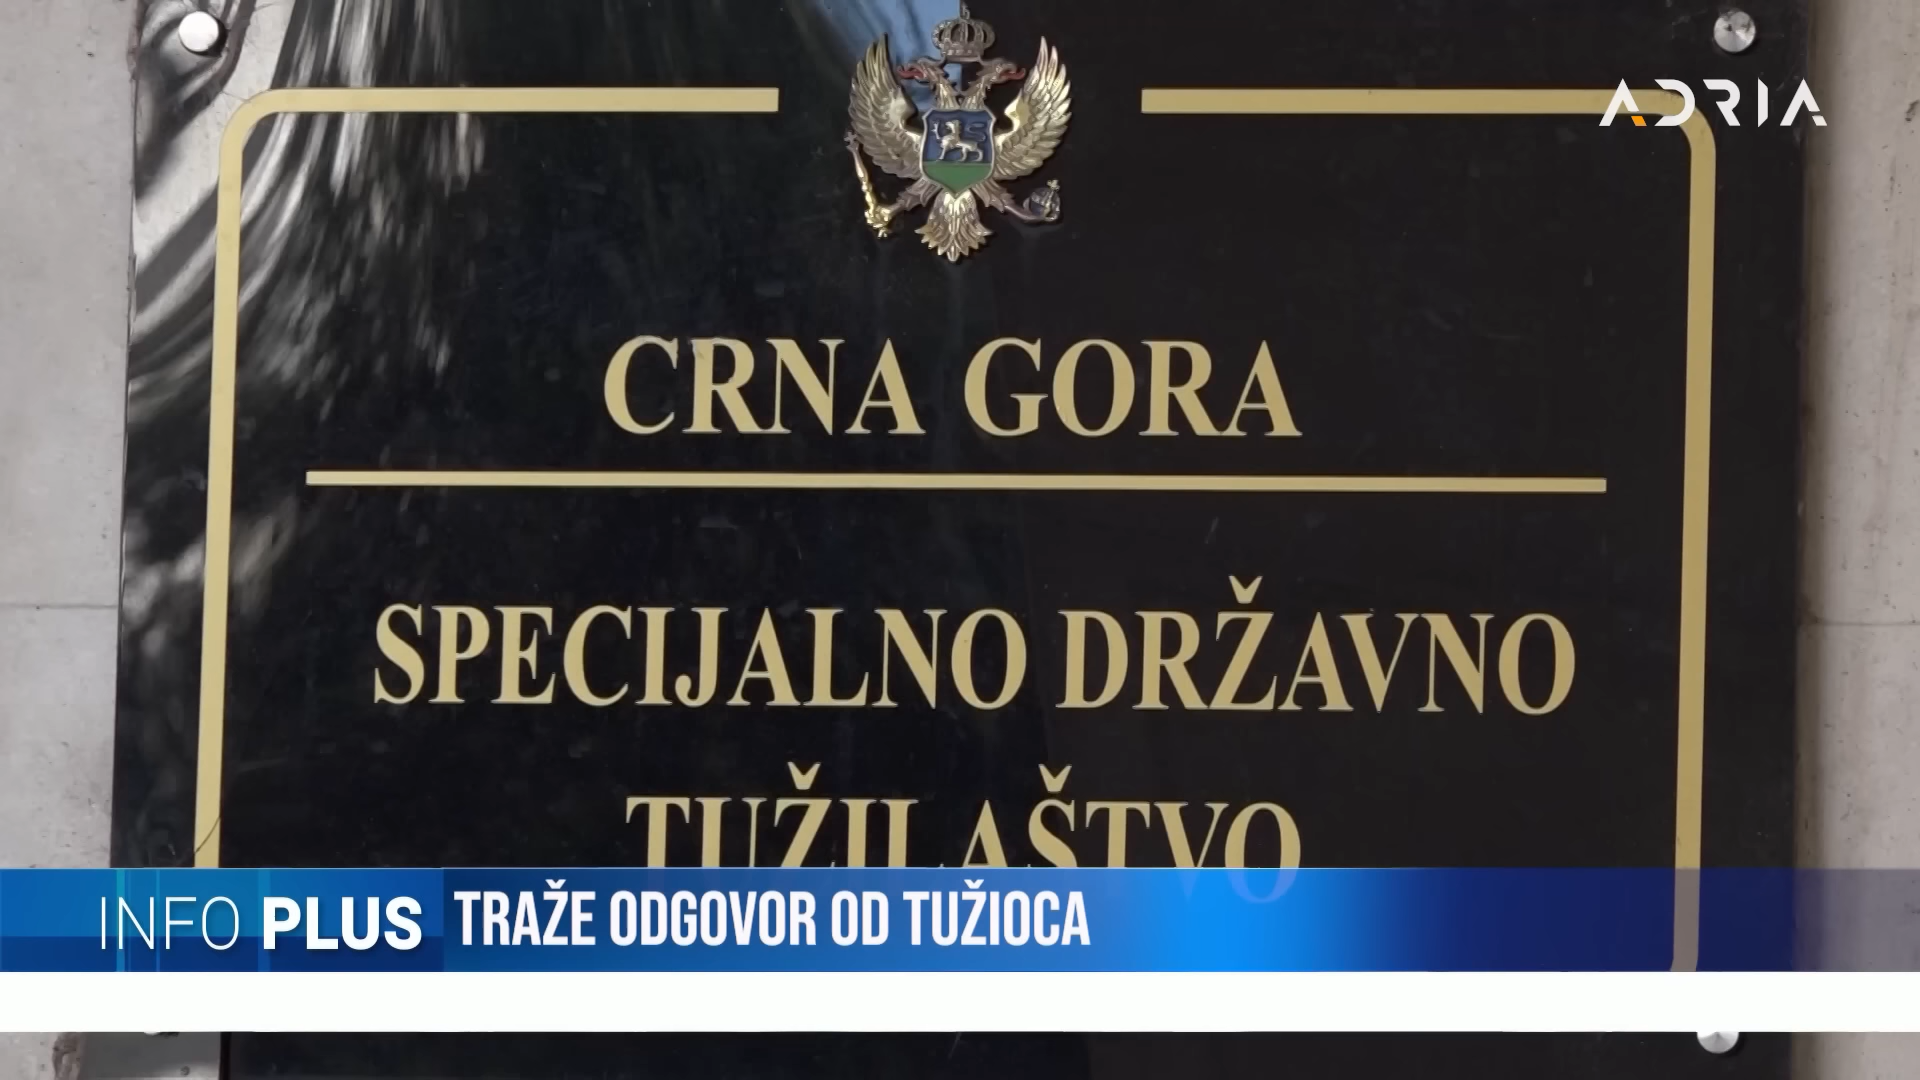 ADRIA
CRNA GORA
SPECIJALNO DRŽAVNO
TUŽILAŠTVO
INFO PLUS
TRAŽE ODGOVOR OD TUŽIOCA